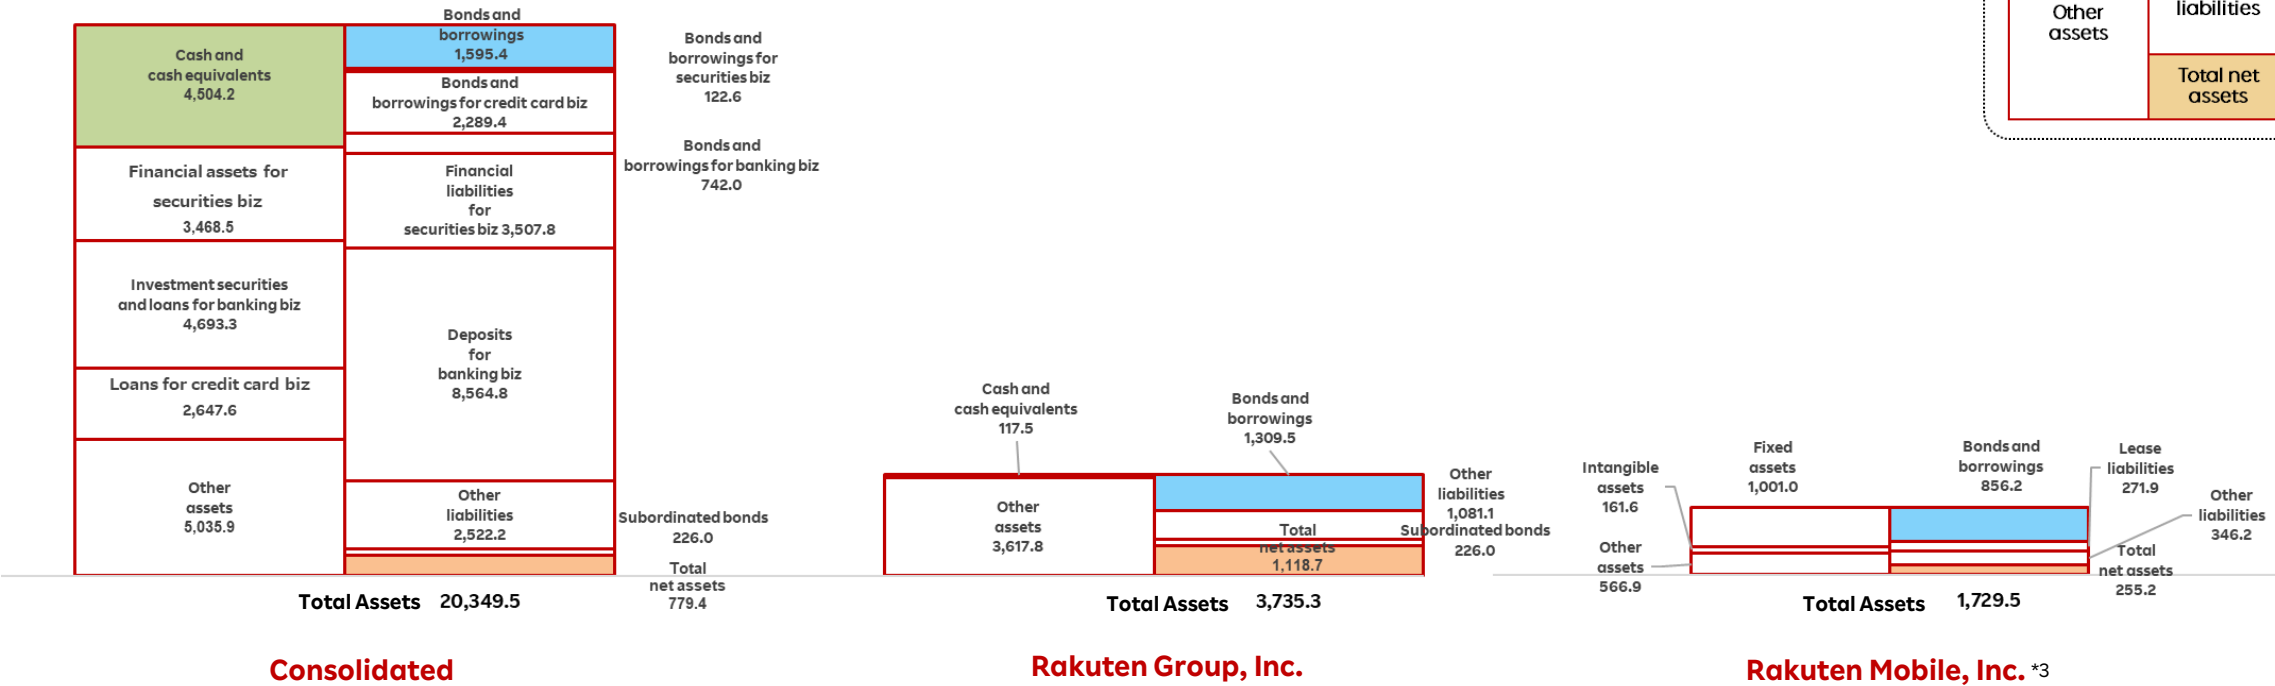 Cash and
cash equivalents
4,504.2
Financial assets for
securities biz
3,468.5
Investment securities
and loans for banking biz
4,693.3
Loans for credit card biz
2,647.6
Other
assets
5,035.9
Bonds and
borrowings
1,595.4
Bonds and
borrowings for credit card biz
2,289.4
Financial
liabilities
for
securities biz 3,507.8
Deposits
for
banking biz
8,564.8
Other
liabilities
2,522.2
Bonds and
borrowings for
securities biz
122.6
Bonds and
borrowings for banking biz
742.0
Subordinated bonds
226.0
Total
net assets
779.4
Total Assets 20,349.5
Consolidated
Cash and
cash equivalents
117.5
Other
assets
3,617.8
Bonds and
borrowings
1,309.5
Other
liabilities
1,081.1
Subordinated bonds
226.0
Total
net assets
1,118.7
Total Assets 3,735.3
Rakuten Group, Inc.
Fixed
assets
1,001.0
Intangible
assets
161.6
Other
assets
566.9
Bonds and
borrowings
856.2
Lease
liabilities
271.9
Other
liabilities
346.2
Total
net assets
255.2
Total Assets 1,729.5
Rakuten Mobile, Inc. *3
Other
assets
liabilities
Total net
assets